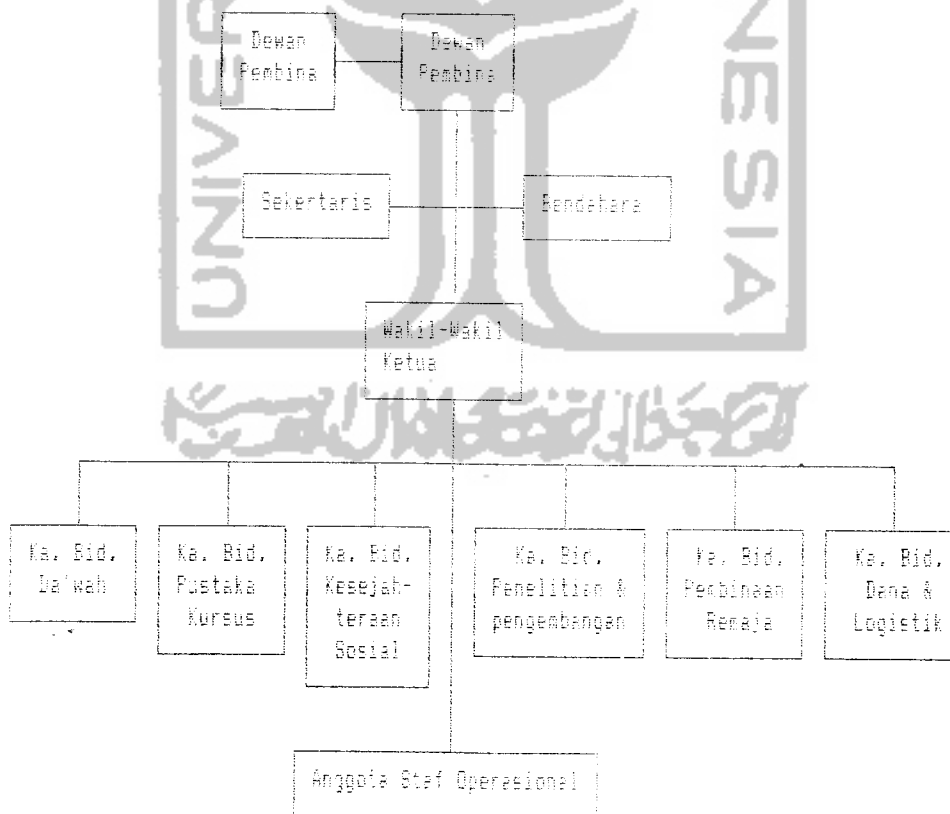 Dewan
Pembina
Dewan
Pembina
Sekertaris
Bendahara
Wakil-Wakil
Ketua
Ka. Bid.
Da'wah
Ka. Bid.
Pustaka
Kursus
Ka. Bid.
Kesejah-
teraan
Sosial
Ka. Bid.
Penelitian &
pengembangan
Ka. Bid.
Pembinaan
Remaja
Ka. Bid.
Dana &
Logistik
Anggota Staf Operasional
NESIA